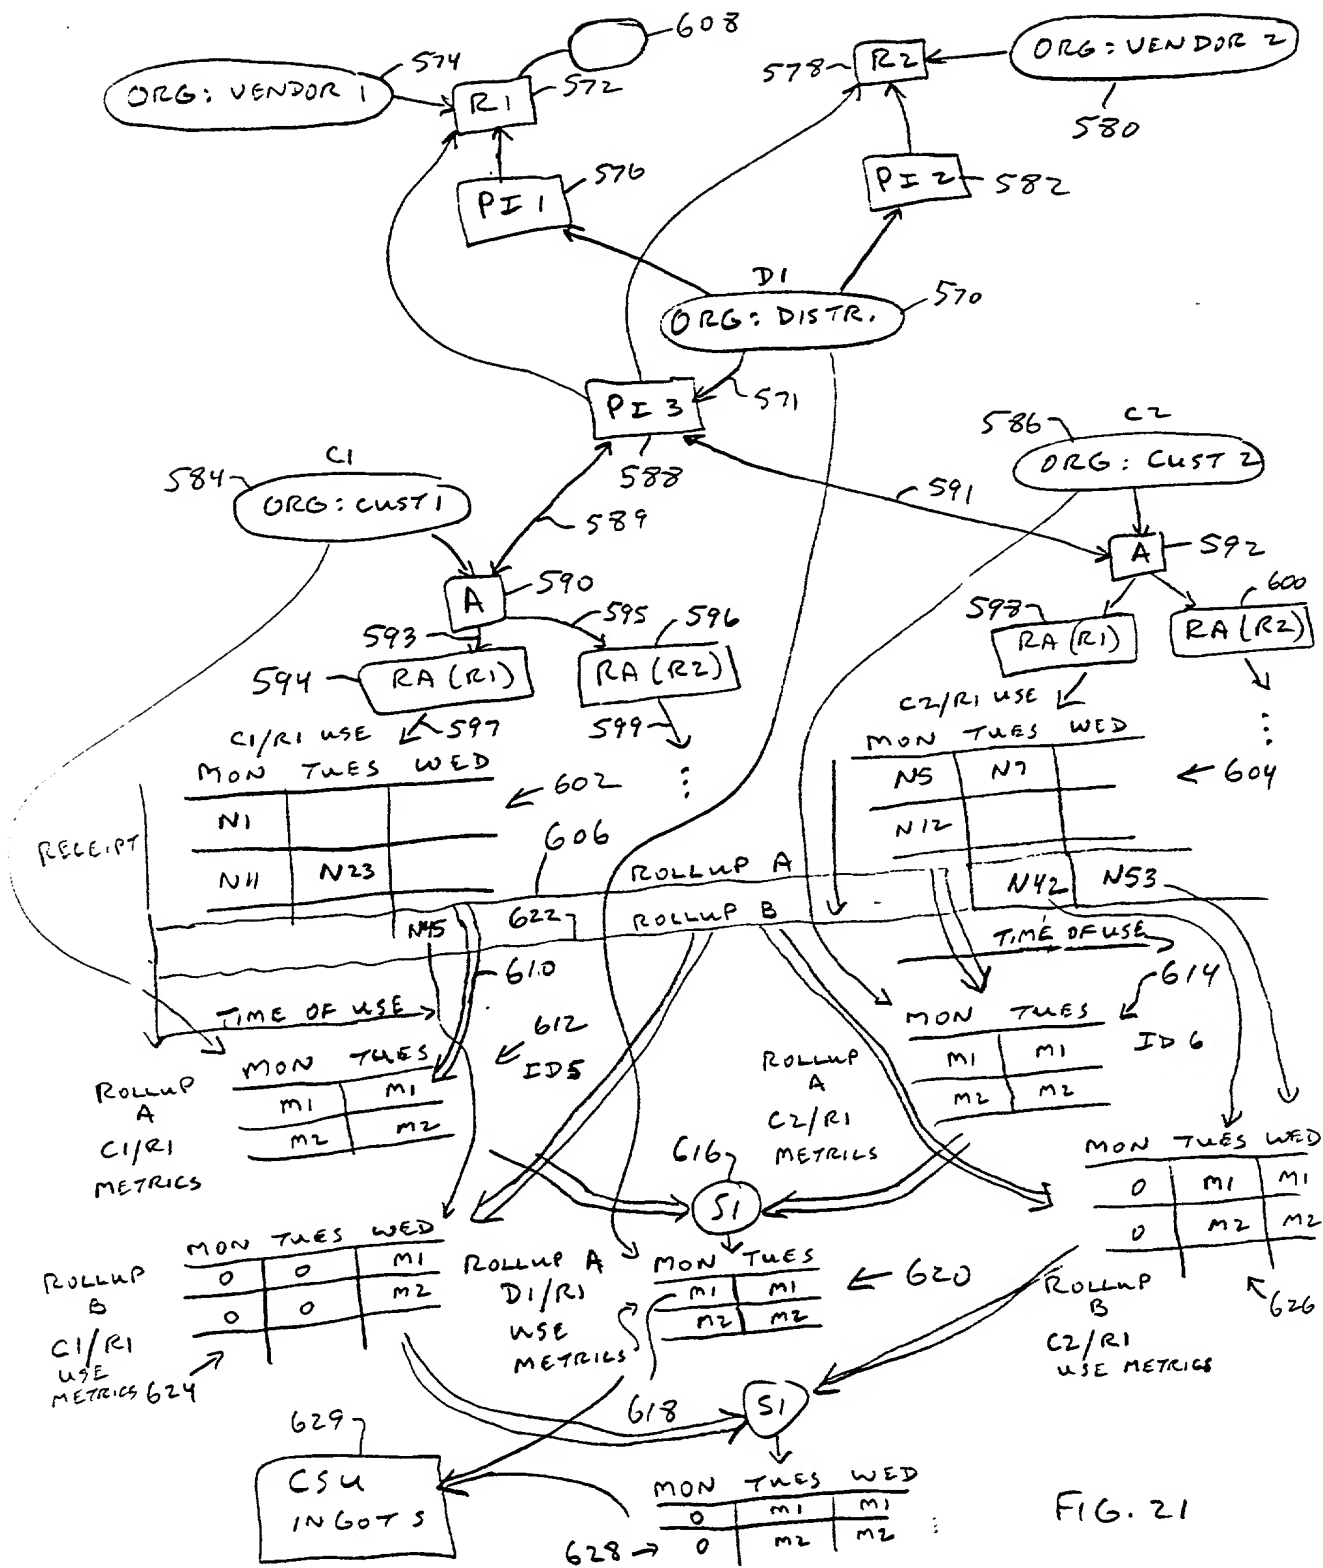 608
574
ORG: VENDOR 1
R1
572
578
R2
ORG: VENDOR 2
580
576
PI 1
PI 2
582
D1
ORG: DISTR.
570
571
PI 3
588
C1
584
ORG: CUST 1
589
586
C2
ORG: CUST 2
591
A
590
A
592
593
595
596
594
RA (R1)
RA (R2)
598
RA (R1)
600
RA (R2)
C1/R1 USE
597
599
C2/R1 USE
MON TUES WED
602
N1
N11 N23
N45
MON TUES WED
604
N5 N7
N12
N42 N53
RECEIPT
606
ROLLUP A
622
ROLLUP B
TIME OF USE
610
TIME OF USE
614
612
ID5
MON TUES
M1 M1
M2 M2
ROLLUP
A
C1/R1
METRICS
MON TUES
ID6
M1 M1
M2 M2
ROLLUP
A
C2/R1
METRICS
616
S1
MON TUES WED
0 M1 M1
0 M2 M2
626
ROLLUP
B
C2/R1
USE METRICS
MON TUES WED
0 0 M1
0 0 M2
ROLLUP
B
C1/R1
USE
METRICS 624
ROLLUP A
D1/R1
USE
METRICS
MON TUES
M1 M1
M2 M2
620
618
S1
629
CSU
INGOTS
MON TUES WED
0 M1 M1
0 M2 M2
628
FIG. 21